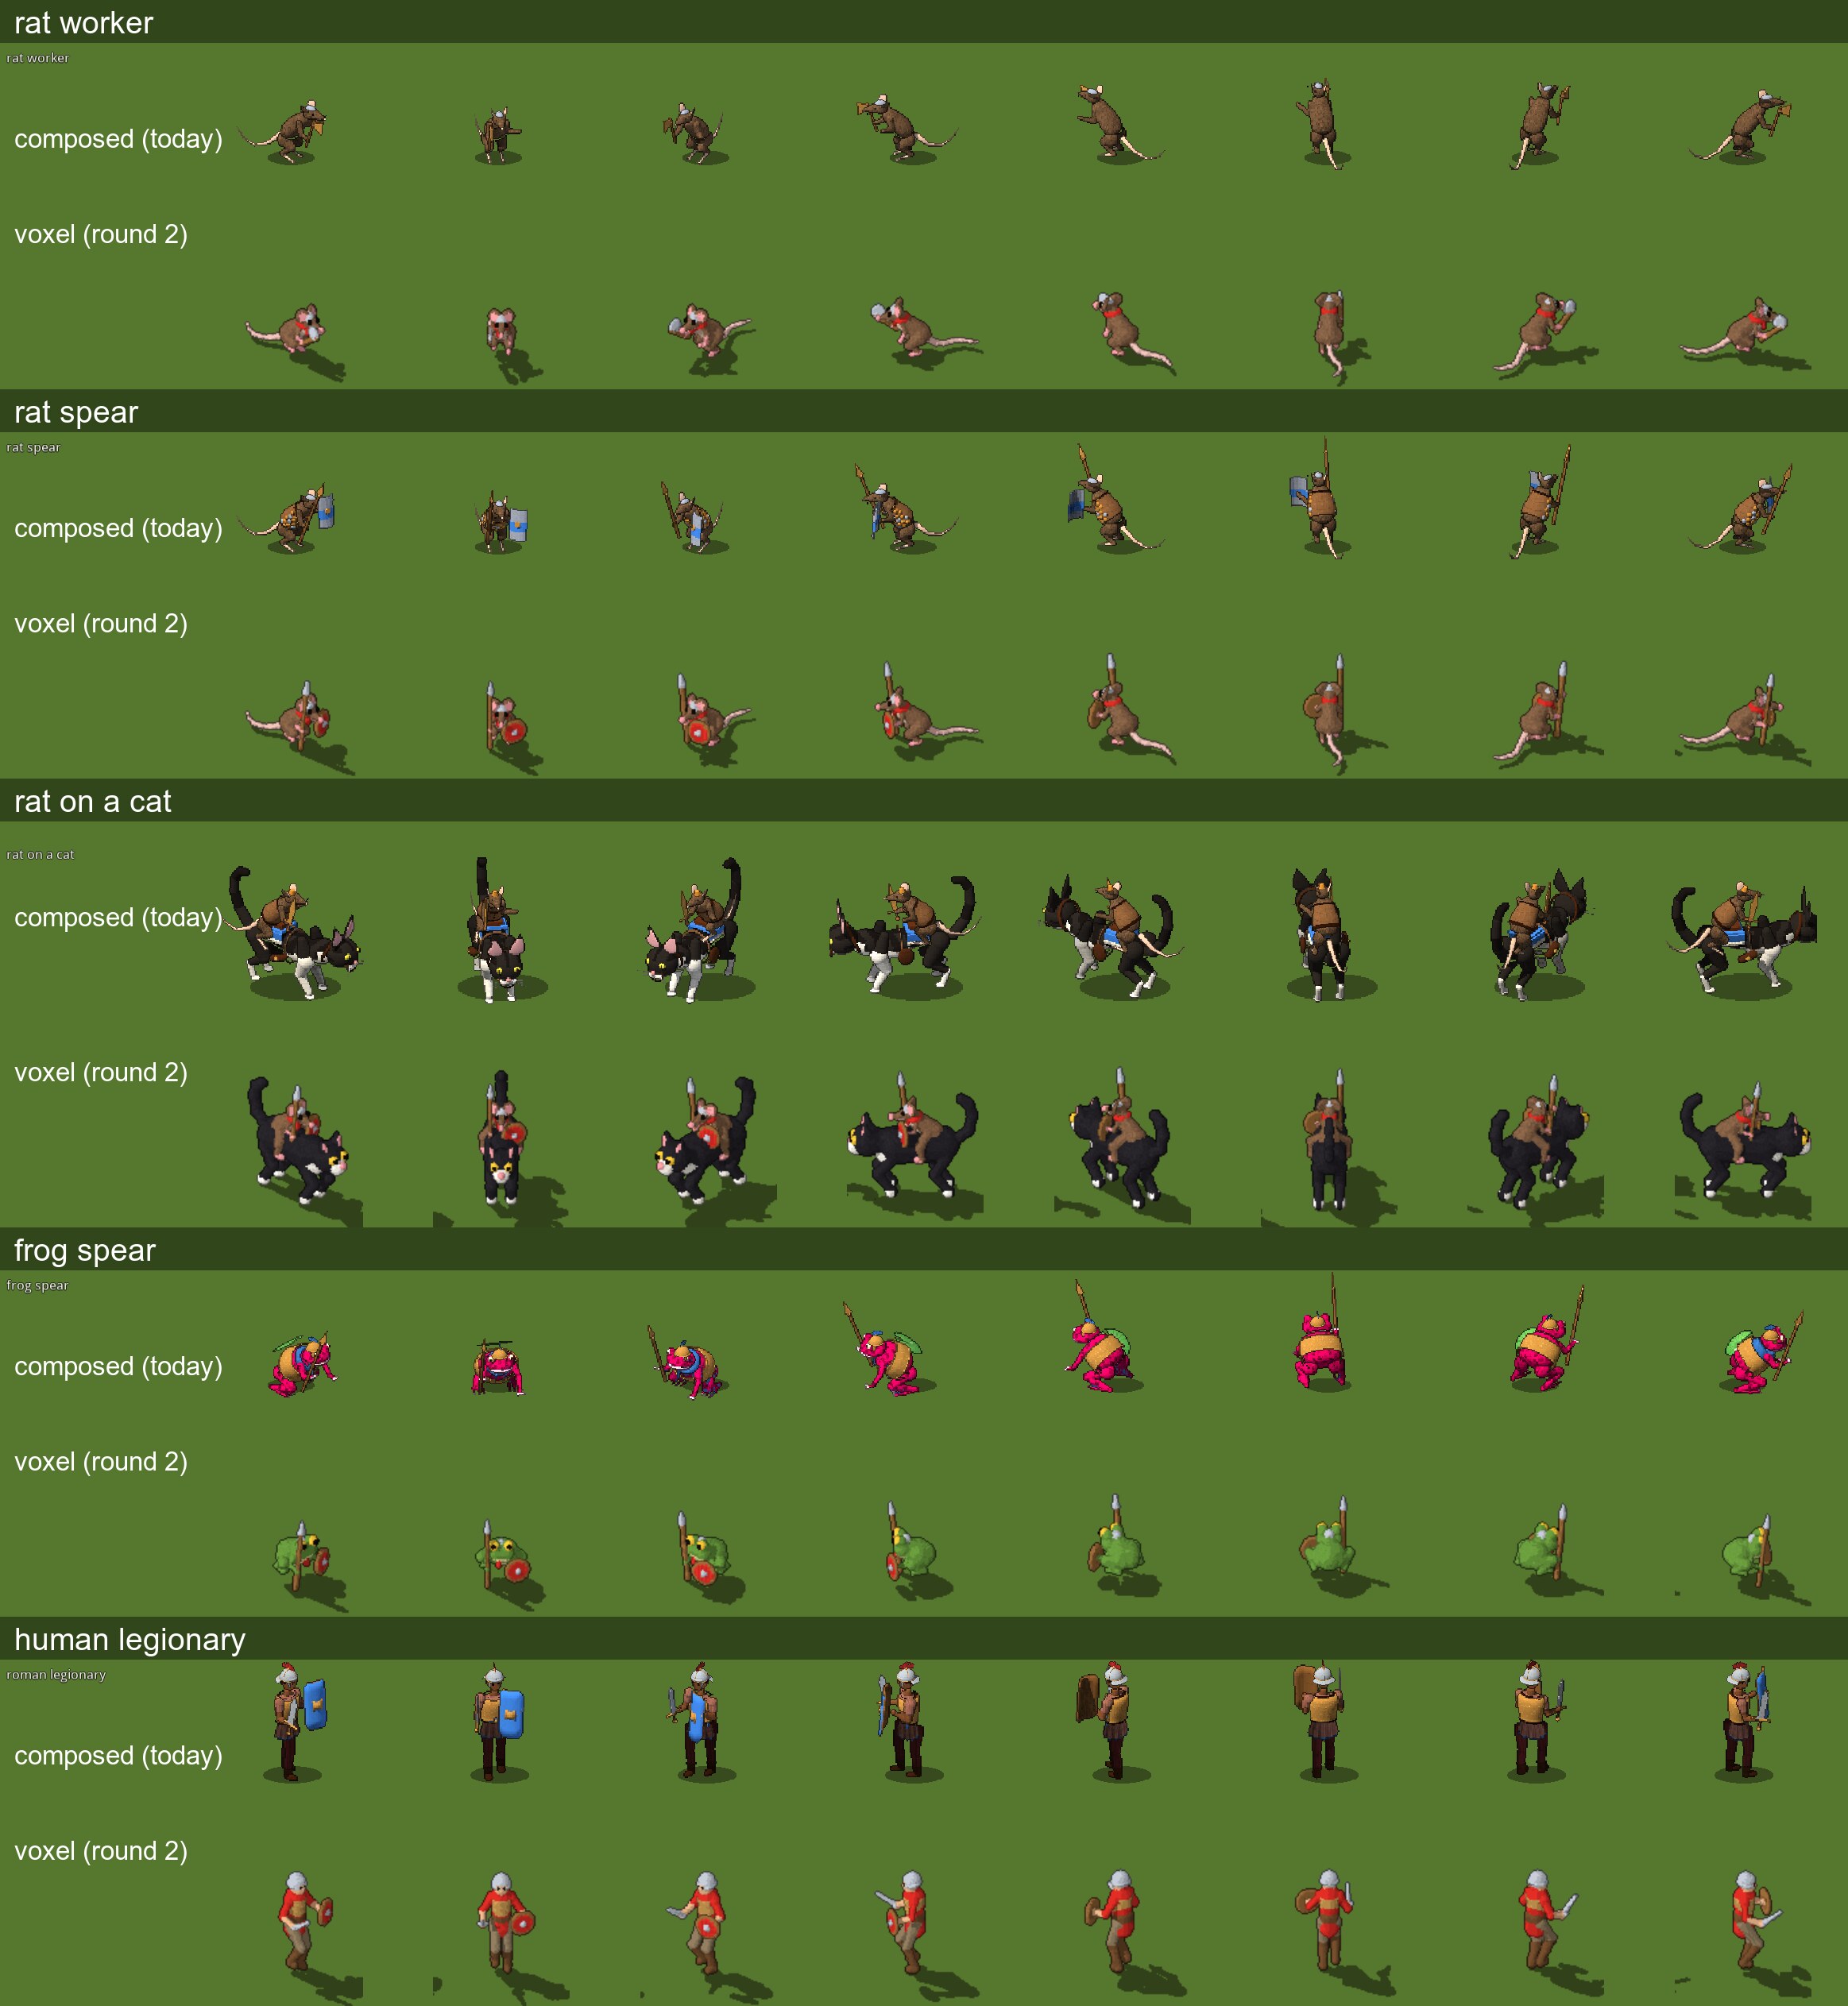 rat worker
rat worker
composed (today)
voxel (round 2)
rat spear
rat spear
composed (today)
voxel (round 2)
rat on a cat
rat on a cat
composed (today)
voxel (round 2)
frog spear
frog spear
composed (today)
voxel (round 2)
human legionary
roman legionary
composed (today)
voxel (round 2)